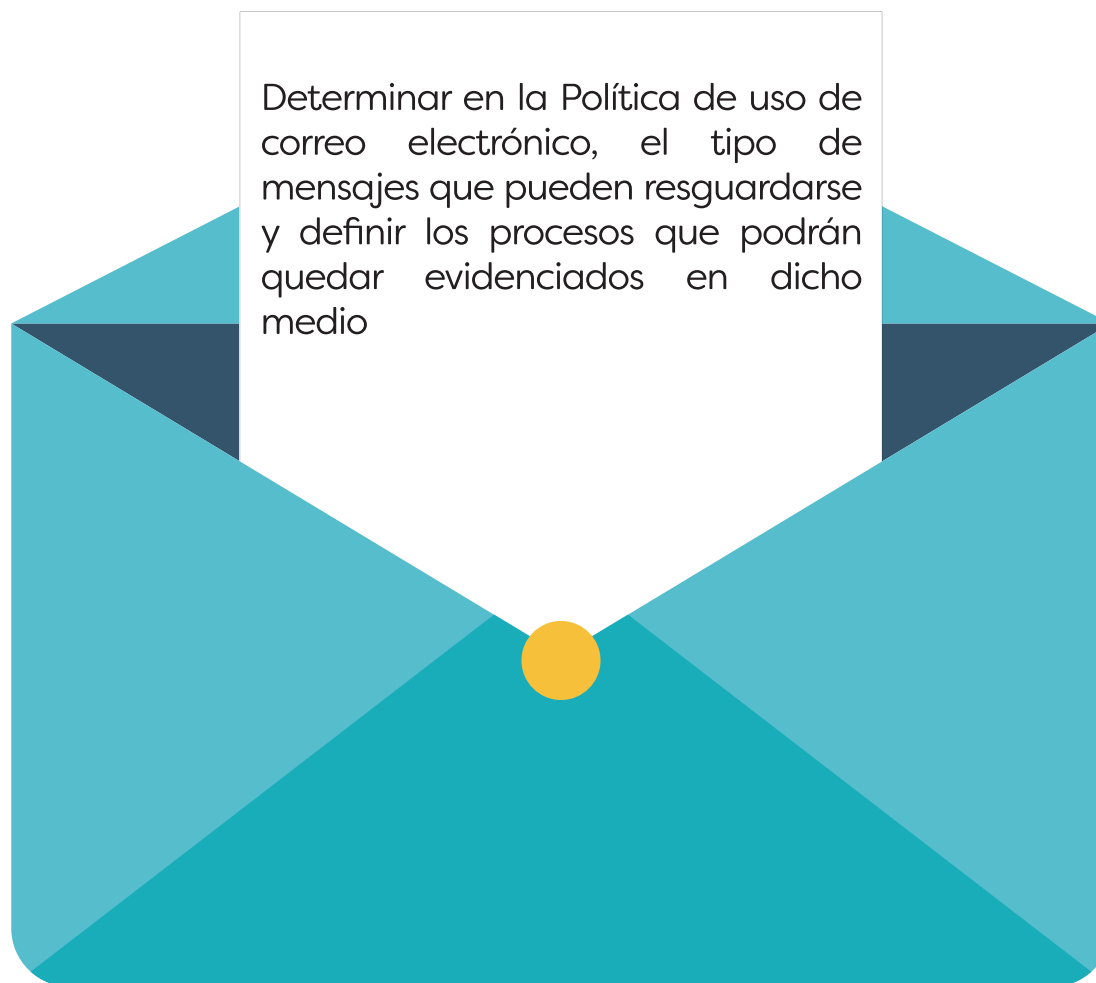 Determinar en la Política de uso de
correo electrónico, el tipo de
mensajes que pueden resguardarse
y definir los procesos que podrán
quedar evidenciados en dicho
medio